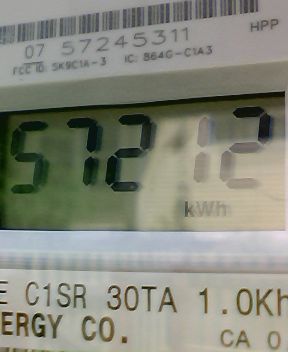 07 57245311
HPP
FCC ID: SK9C1A-3 IC: 864G-C1A3
57212
kWh
E C1SR 30TA 1.0Kh
ERGY CO.
CA 0